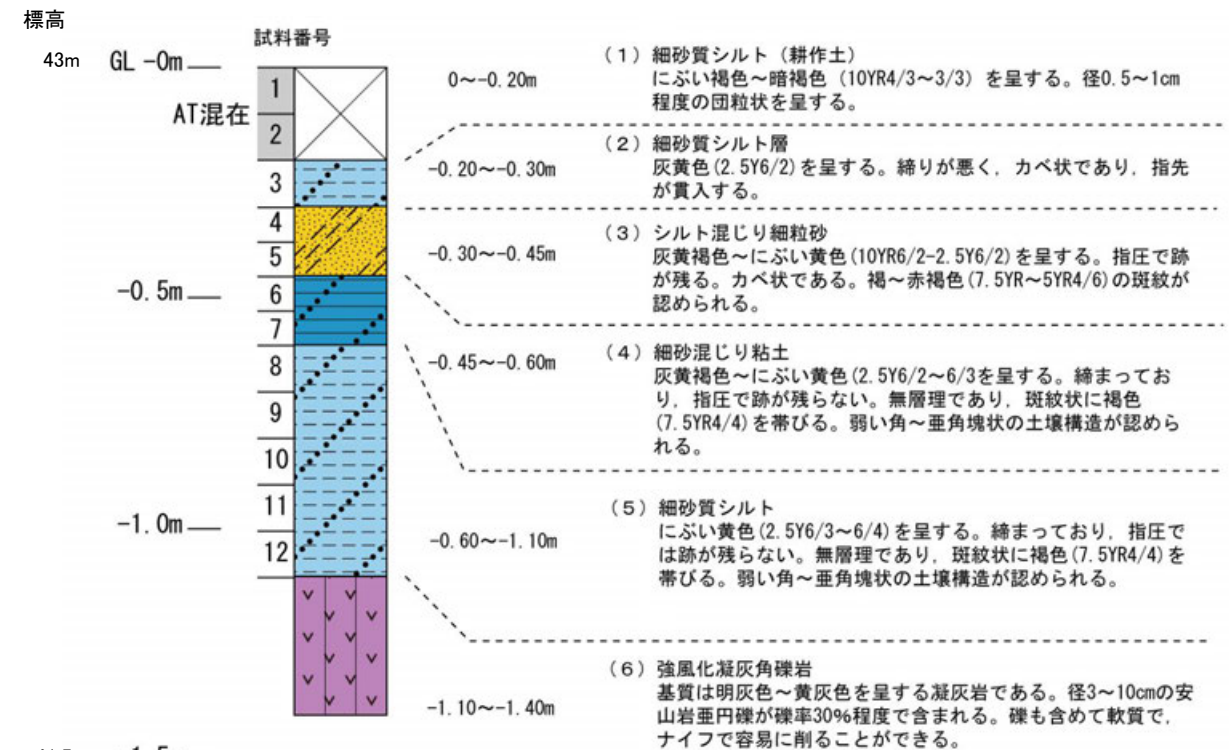 標高
試料番号
43m GL -0m
AT混在
1
2
3
4
5
6
7
8
9
10
11
12
-0.5m
-1.0m
0～-0.20m
(1) 細砂質シルト（耕作土）
にぶい褐色～暗褐色（10YR4/3～3/3）を呈する。径0.5～1cm
程度の団粒状を呈する。
-0.20～-0.30m
(2) 細砂質シルト層
灰黄色(2.5Y6/2)を呈する。締りが悪く，カベ状であり，指先
が貫入する。
-0.30～-0.45m
(3) シルト混じり細粒砂
灰黄褐色～にぶい黄色(10YR6/2-2.5Y6/2)を呈する。指圧で跡
が残る。カベ状である。褐～赤褐色(7.5YR～5YR4/6)の斑紋が
認められる。
-0.45～-0.60m
(4) 細砂混じり粘土
灰黄褐色～にぶい黄色(2.5Y6/2～6/3を呈する。締まってお
り，指圧で跡が残らない。無層理であり，斑紋状に褐色
(7.5YR4/4)を帯びる。弱い角～亜角塊状の土壌構造が認めら
れる。
-0.60～-1.10m
(5) 細砂質シルト
にぶい黄色(2.5Y6/3～6/4)を呈する。締まっており，指圧で
は跡が残らない。無層理であり，斑紋状に褐色(7.5YR4/4)を
帯びる。弱い角～亜角塊状の土壌構造が認められる。
-1.10～-1.40m
(6) 強風化凝灰角礫岩
基質は明灰色～黄灰色を呈する凝灰岩である。径3～10cmの安
山岩亜円礫が礫率30%程度で含まれる。礫も含めて軟質で，
ナイフで容易に削ることができる。